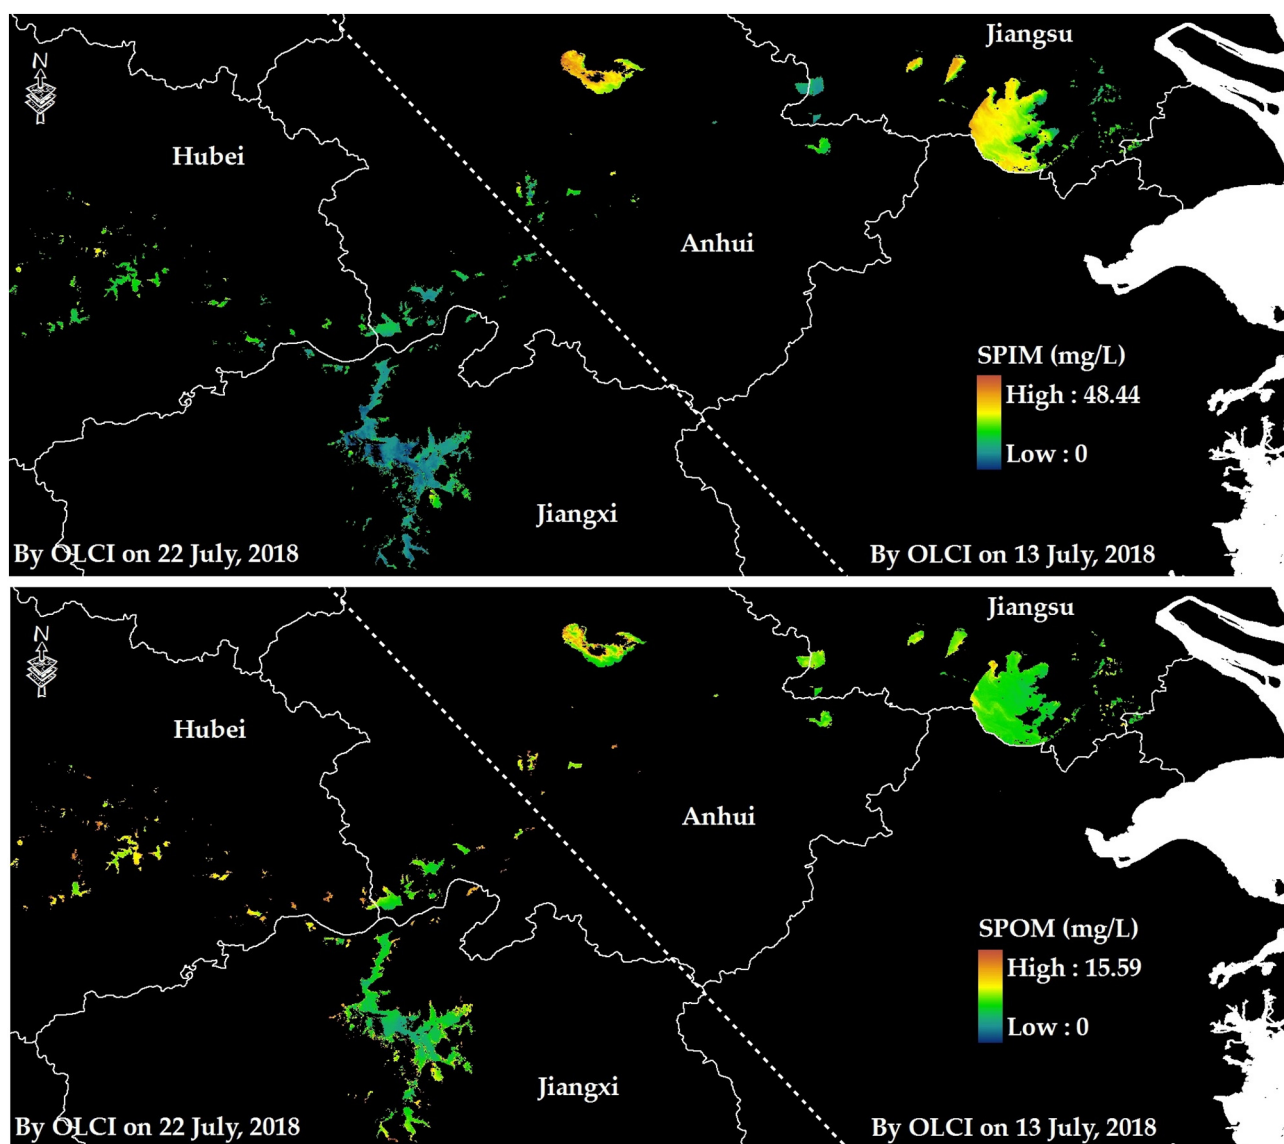 Jiangsu
N
Hubei
Anhui
SPIM (mg/L)
High : 48.44
Low : 0
Jiangxi
By OLCI on 22 July, 2018
By OLCI on 13 July, 2018
Jiangsu
N
Hubei
Anhui
SPOM (mg/L)
High : 15.59
Low : 0
Jiangxi
By OLCI on 22 July, 2018
By OLCI on 13 July, 2018